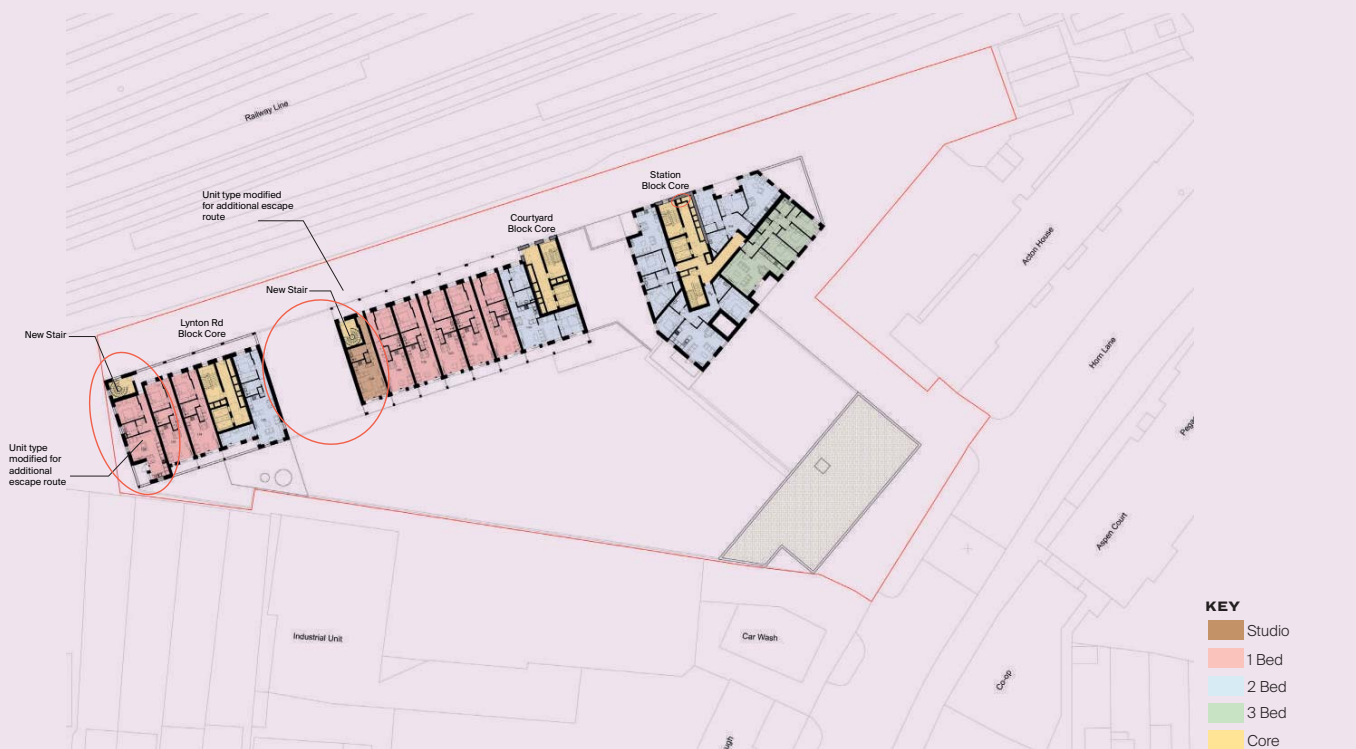 Railway Line
Unit type modified
for additional escape
route
Station
Block Core
Courtyard
Block Core
Acton House
New Stair
Lynton Rd
Block Core
New Stair
Horn Lane
Unit type
modified for
additional
escape route
Aspen Court
Industrial Unit
Car Wash
Co-op
KEY
Studio
1 Bed
2 Bed
3 Bed
Core